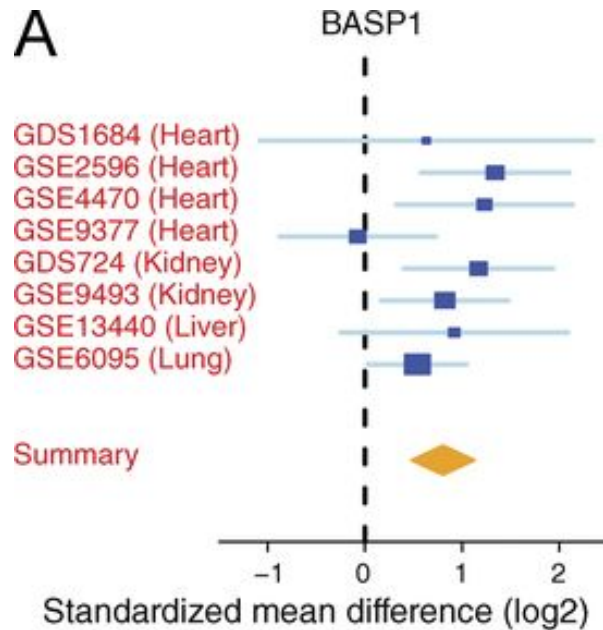 A
BASP1
GDS1684 (Heart)
GSE2596 (Heart)
GSE4470 (Heart)
GSE9377 (Heart)
GDS724 (Kidney)
GSE9493 (Kidney)
GSE13440 (Liver)
GSE6095 (Lung)
Summary
−1 0 1 2
Standardized mean difference (log2)